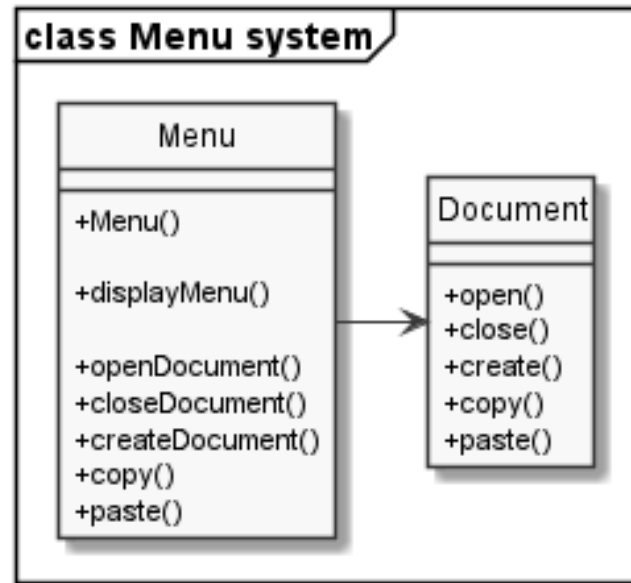 class Menu system
Menu
+Menu()
+displayMenu()
+openDocument()
+closeDocument()
+createDocument()
+copy()
+paste()
Document
+open()
+close()
+create()
+copy()
+paste()